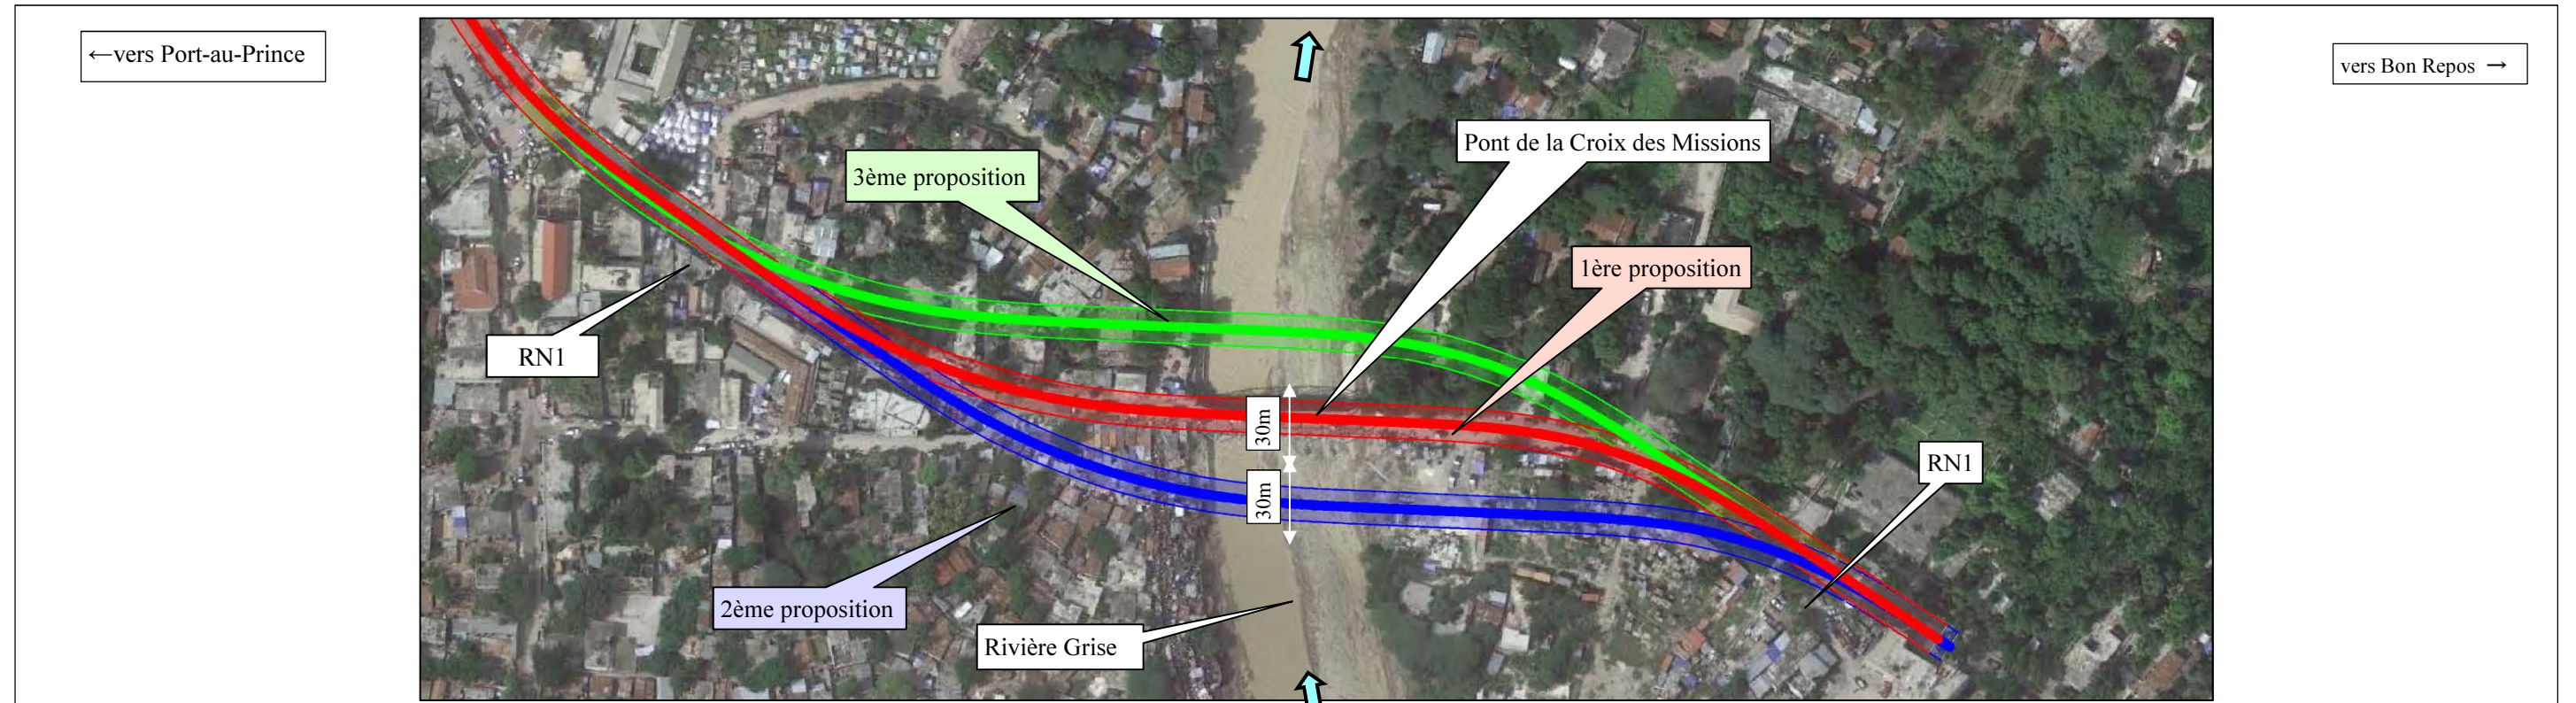 ←vers Port-au-Prince
vers Bon Repos →
Pont de la Croix des Missions
3ème proposition
1ère proposition
RN1
30m
RN1
30m
2ème proposition
Rivière Grise